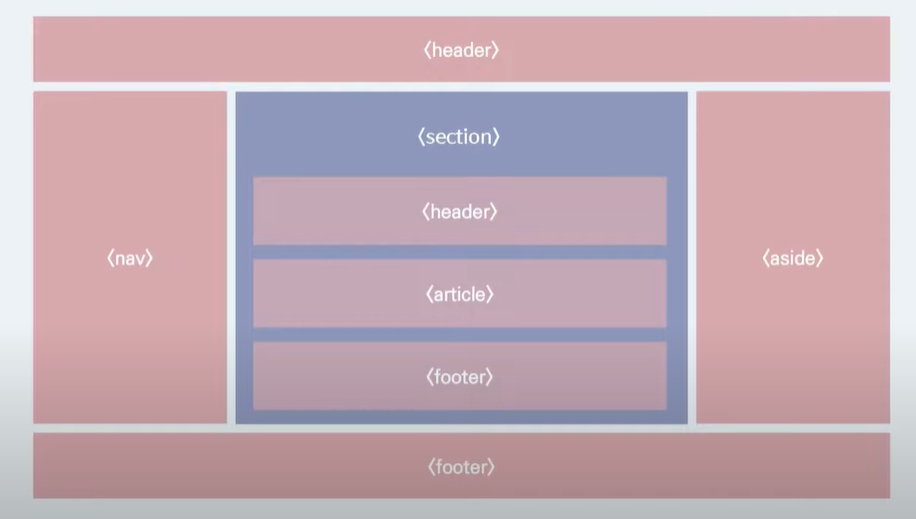 〈header〉
〈section〉
〈header〉
〈nav〉
〈article〉
〈aside〉
〈footer〉
〈footer〉